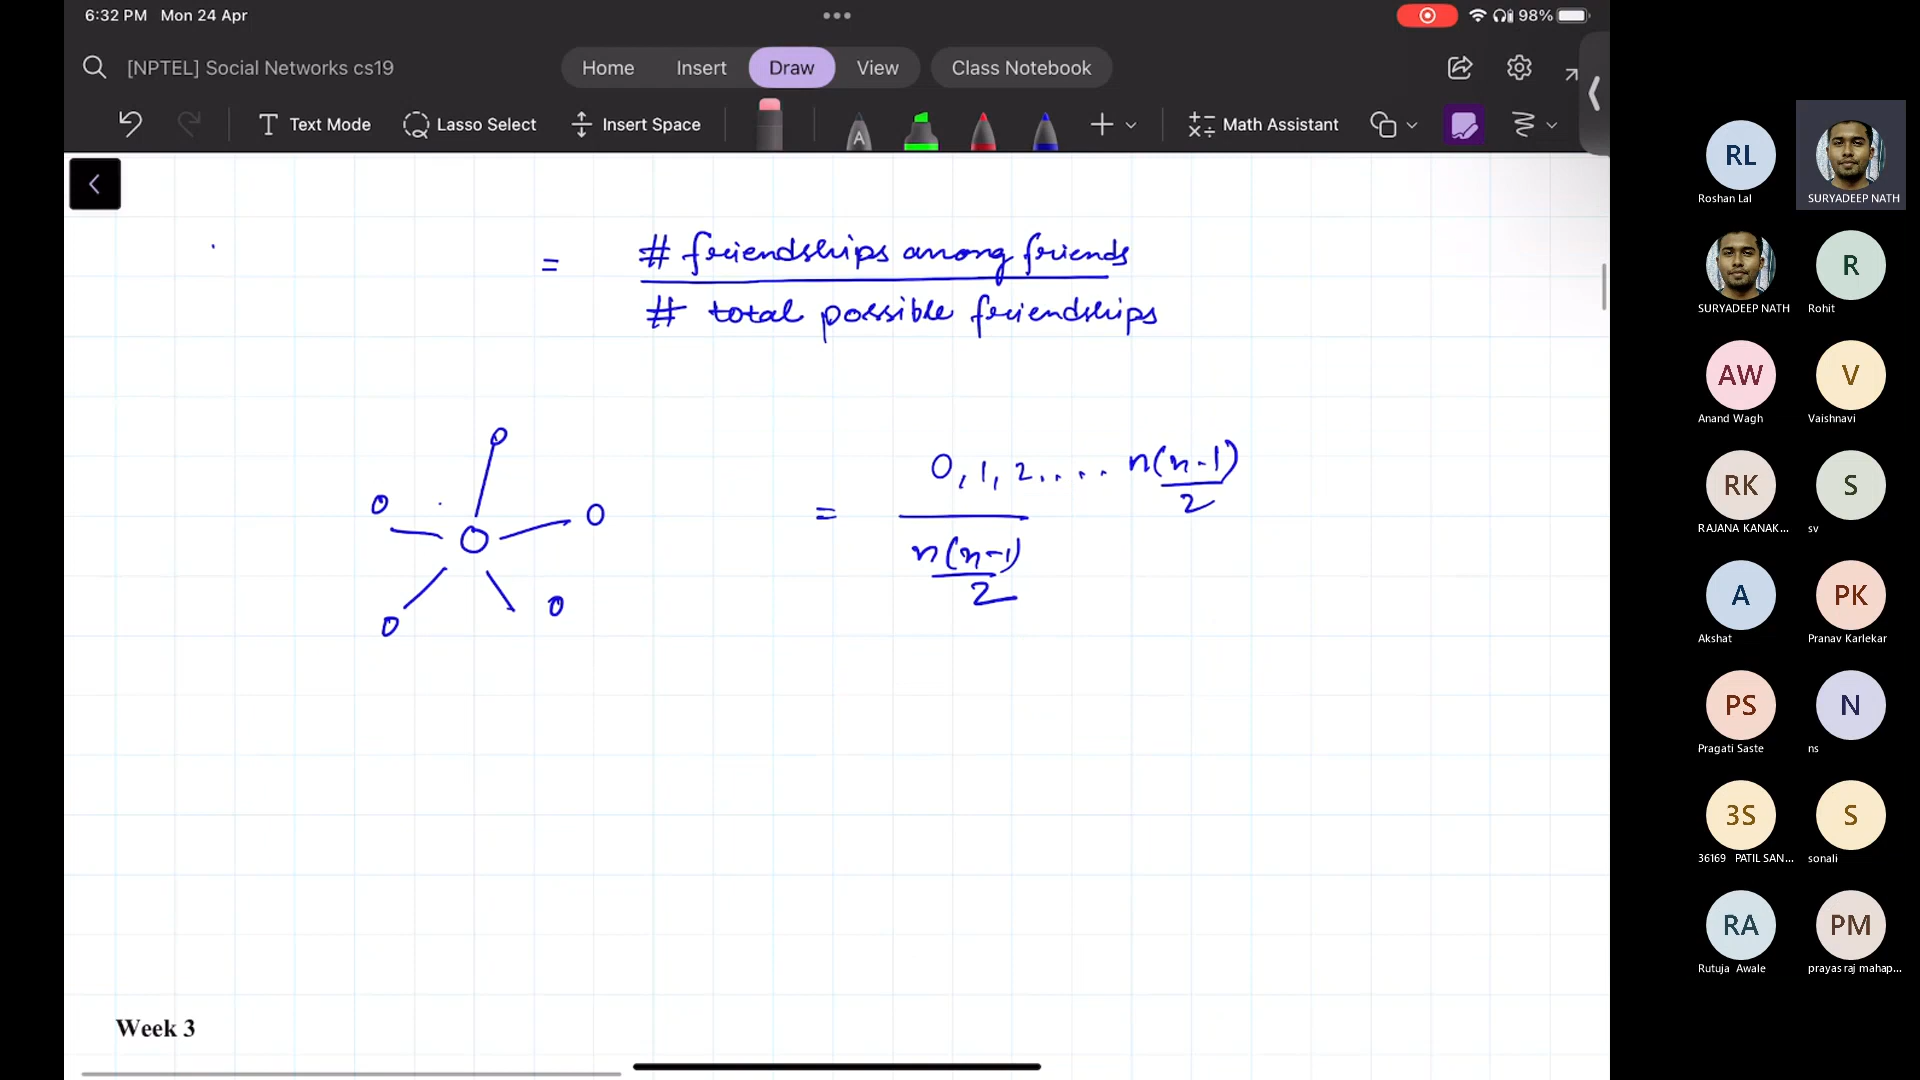 6:32 PM Mon 24 Apr
98%
[NPTEL] Social Networks cs19
Home Insert Draw View Class Notebook
Text Mode Lasso Select Insert Space Math Assistant
= # friendships among friends
# total possible friendships
= 0, 1, 2.... n(n-1)
2
n(n-1)
2
Week 3
RL
Roshan Lal
SURYADEEP NATH
SURYADEEP NATH
R
Rohit
AW
Anand Wagh
V
Vaishnavi
RK
RAJANA KANAK...
S
sv
A
Akshat
PK
Pranav Karlekar
PS
Pragati Saste
N
ns
3S
36169 PATIL SAN...
S
sonali
RA
Rutuja Awale
PM
prayas raj mahap...